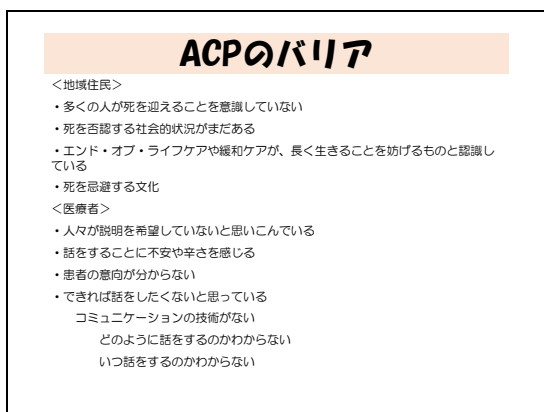 ACPのバリア
＜地域住民＞
・多くの人が死を迎えることを意識していない
・死を否認する社会的状況がまだある
・エンド・オブ・ライフケアや緩和ケアが、長く生きることを妨げるものと認識し
ている
・死を忌避する文化
＜医療者＞
・人々が説明を希望していないと思いこんでいる
・話をすることに不安や辛さを感じる
・患者の意向が分からない
・できれば話をしたくないと思っている
コミュニケーションの技術がない
どのように話をするのかわからない
いつ話をするのかわからない